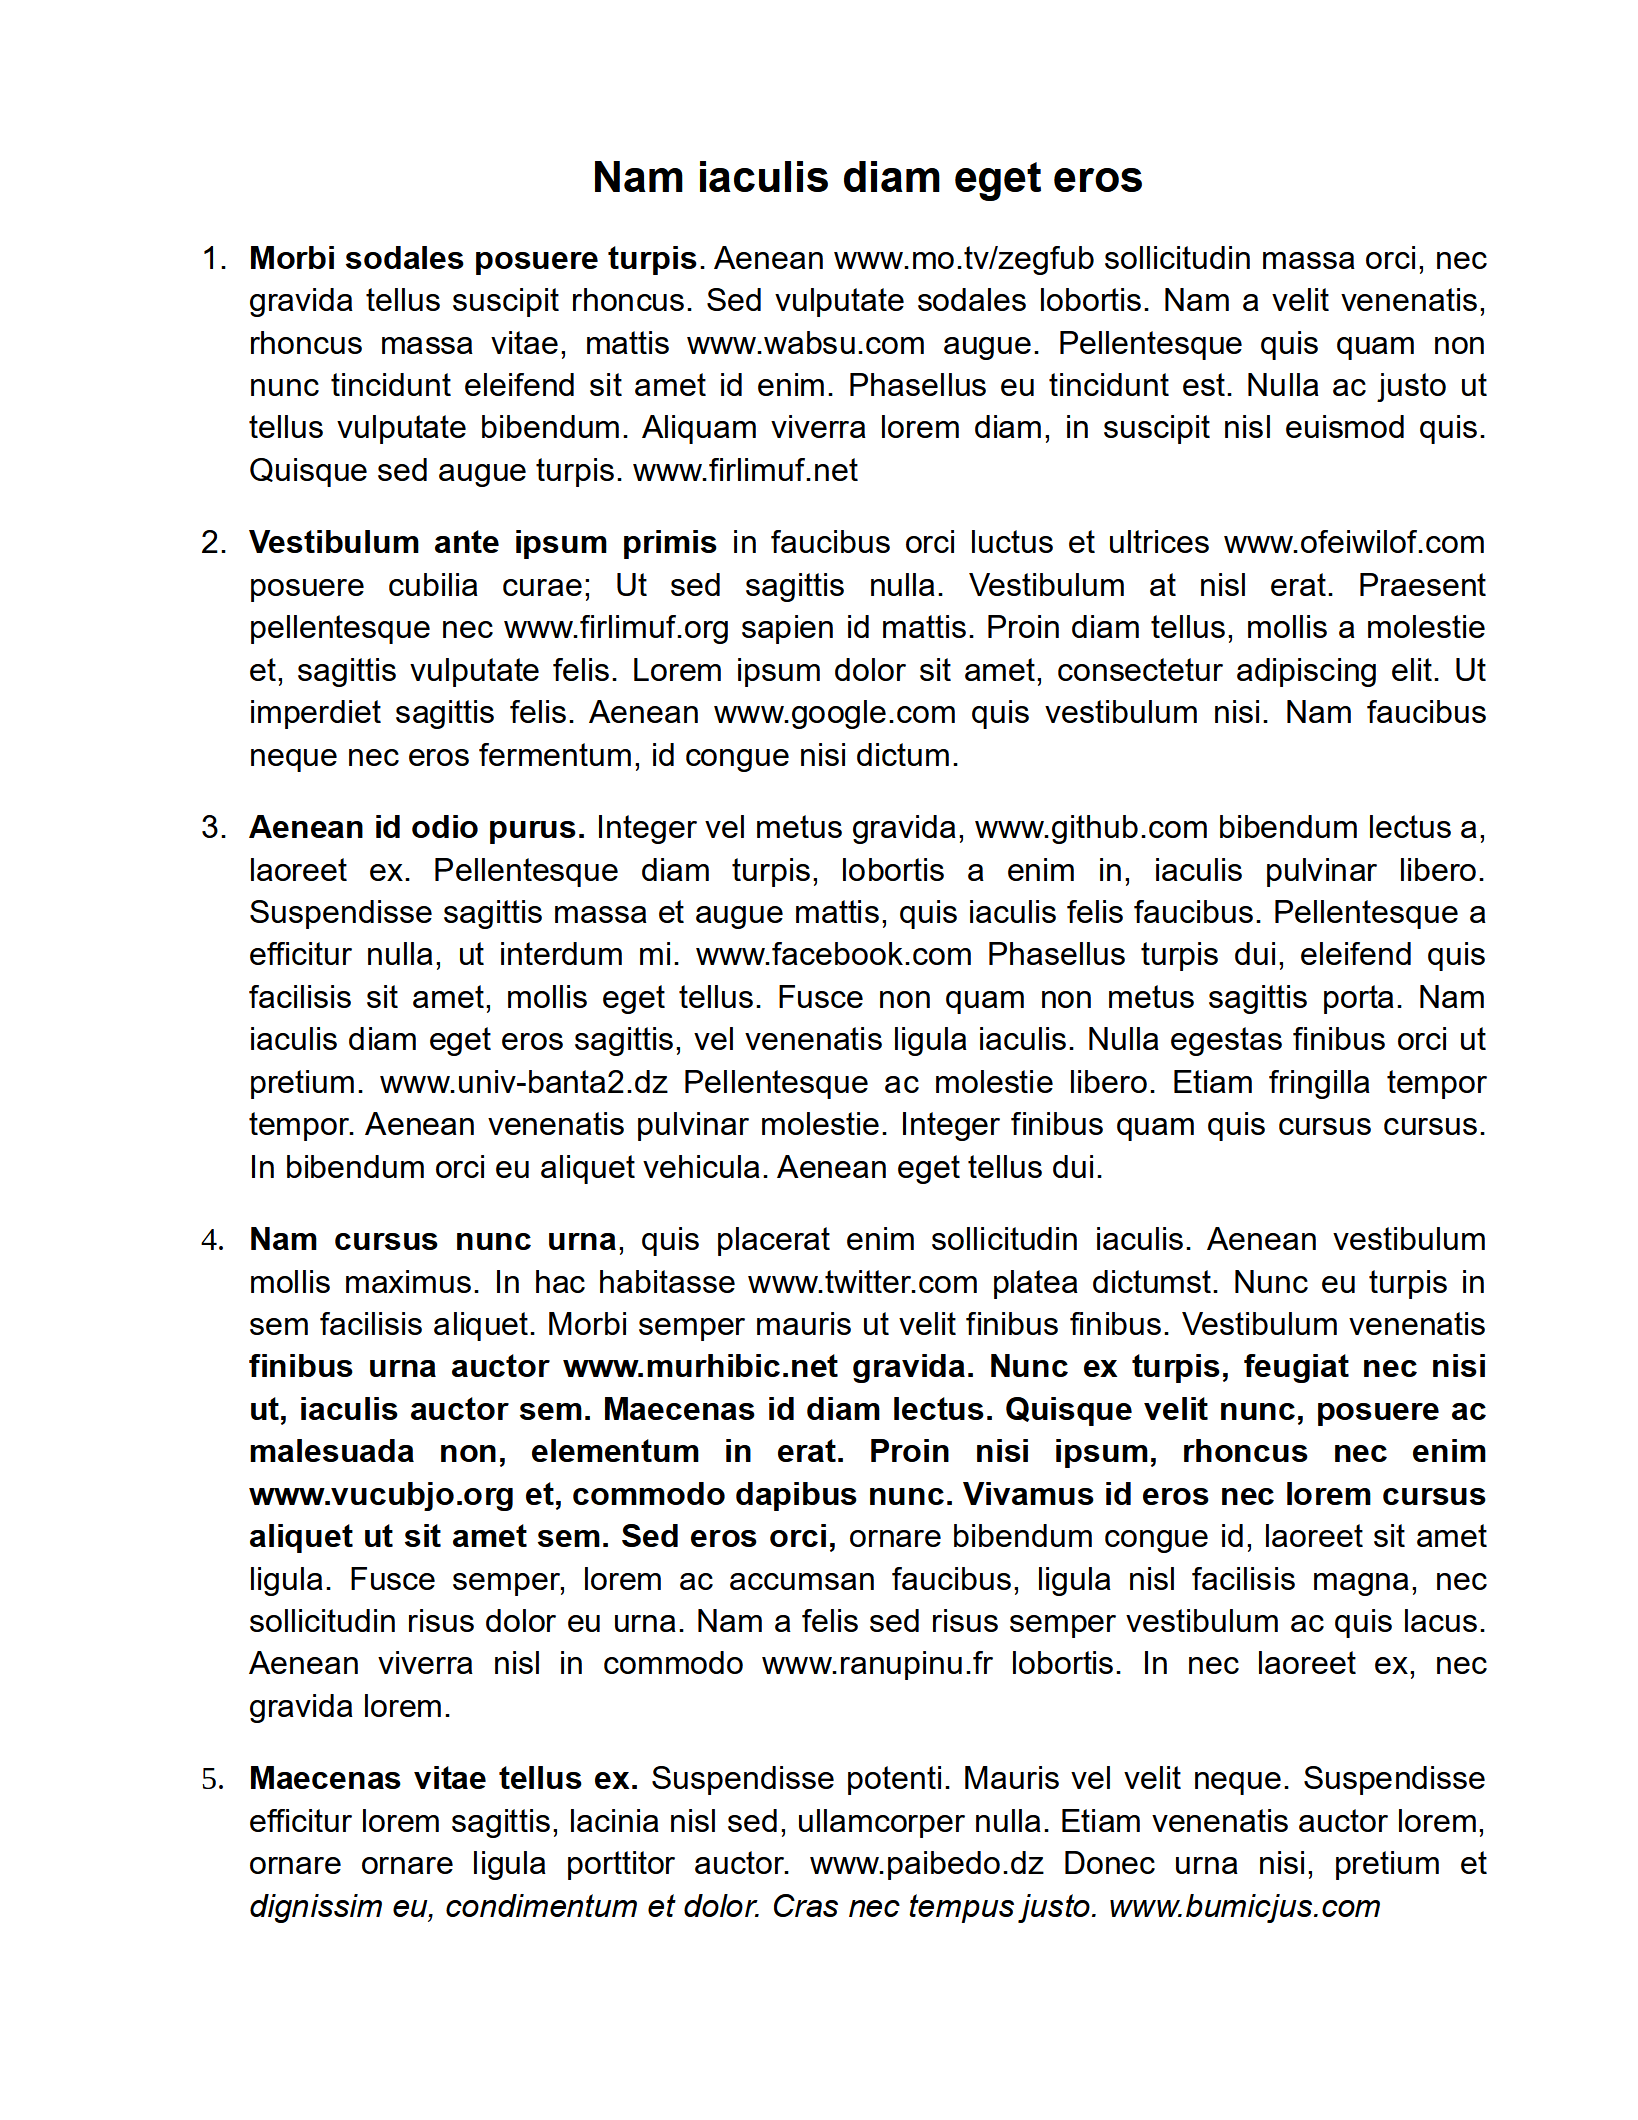 Nam iaculis diam eget eros
1. Morbi sodales posuere turpis. Aenean www.mo.tv/zegfub sollicitudin massa orci, nec
gravida tellus suscipit rhoncus. Sed vulputate sodales lobortis. Nam a velit venenatis,
rhoncus massa vitae, mattis www.wabsu.com augue. Pellentesque quis quam non
nunc tincidunt eleifend sit amet id enim. Phasellus eu tincidunt est. Nulla ac justo ut
tellus vulputate bibendum. Aliquam viverra lorem diam, in suscipit nisl euismod quis.
Quisque sed augue turpis. www.firlimuf.net
2. Vestibulum ante ipsum primis in faucibus orci luctus et ultrices www.ofeiwilof.com
posuere cubilia curae; Ut sed sagittis nulla. Vestibulum at nisl erat. Praesent
pellentesque nec www.firlimuf.org sapien id mattis. Proin diam tellus, mollis a molestie
et, sagittis vulputate felis. Lorem ipsum dolor sit amet, consectetur adipiscing elit. Ut
imperdiet sagittis felis. Aenean www.google.com quis vestibulum nisi. Nam faucibus
neque nec eros fermentum, id congue nisi dictum.
3. Aenean id odio purus. Integer vel metus gravida, www.github.com bibendum lectus a,
laoreet ex. Pellentesque diam turpis, lobortis a enim in, iaculis pulvinar libero.
Suspendisse sagittis massa et augue mattis, quis iaculis felis faucibus. Pellentesque a
efficitur nulla, ut interdum mi. www.facebook.com Phasellus turpis dui, eleifend quis
facilisis sit amet, mollis eget tellus. Fusce non quam non metus sagittis porta. Nam
iaculis diam eget eros sagittis, vel venenatis ligula iaculis. Nulla egestas finibus orci ut
pretium. www.univ-banta2.dz Pellentesque ac molestie libero. Etiam fringilla tempor
tempor. Aenean venenatis pulvinar molestie. Integer finibus quam quis cursus cursus.
In bibendum orci eu aliquet vehicula. Aenean eget tellus dui.
4. Nam cursus nunc urna, quis placerat enim sollicitudin iaculis. Aenean vestibulum
mollis maximus. In hac habitasse www.twitter.com platea dictumst. Nunc eu turpis in
sem facilisis aliquet. Morbi semper mauris ut velit finibus finibus. Vestibulum venenatis
finibus urna auctor www.murhibic.net gravida. Nunc ex turpis, feugiat nec nisi
ut, iaculis auctor sem. Maecenas id diam lectus. Quisque velit nunc, posuere ac
malesuada non, elementum in erat. Proin nisi ipsum, rhoncus nec enim
www.vucubjo.org et, commodo dapibus nunc. Vivamus id eros nec lorem cursus
aliquet ut sit amet sem. Sed eros orci, ornare bibendum congue id, laoreet sit amet
ligula. Fusce semper, lorem ac accumsan faucibus, ligula nisl facilisis magna, nec
sollicitudin risus dolor eu urna. Nam a felis sed risus semper vestibulum ac quis lacus.
Aenean viverra nisl in commodo www.ranupinu.fr lobortis. In nec laoreet ex, nec
gravida lorem.
5. Maecenas vitae tellus ex. Suspendisse potenti. Mauris vel velit neque. Suspendisse
efficitur lorem sagittis, lacinia nisl sed, ullamcorper nulla. Etiam venenatis auctor lorem,
ornare ornare ligula porttitor auctor. www.paibedo.dz Donec urna nisi, pretium et
dignissim eu, condimentum et dolor. Cras nec tempus justo. www.bumicjus.com